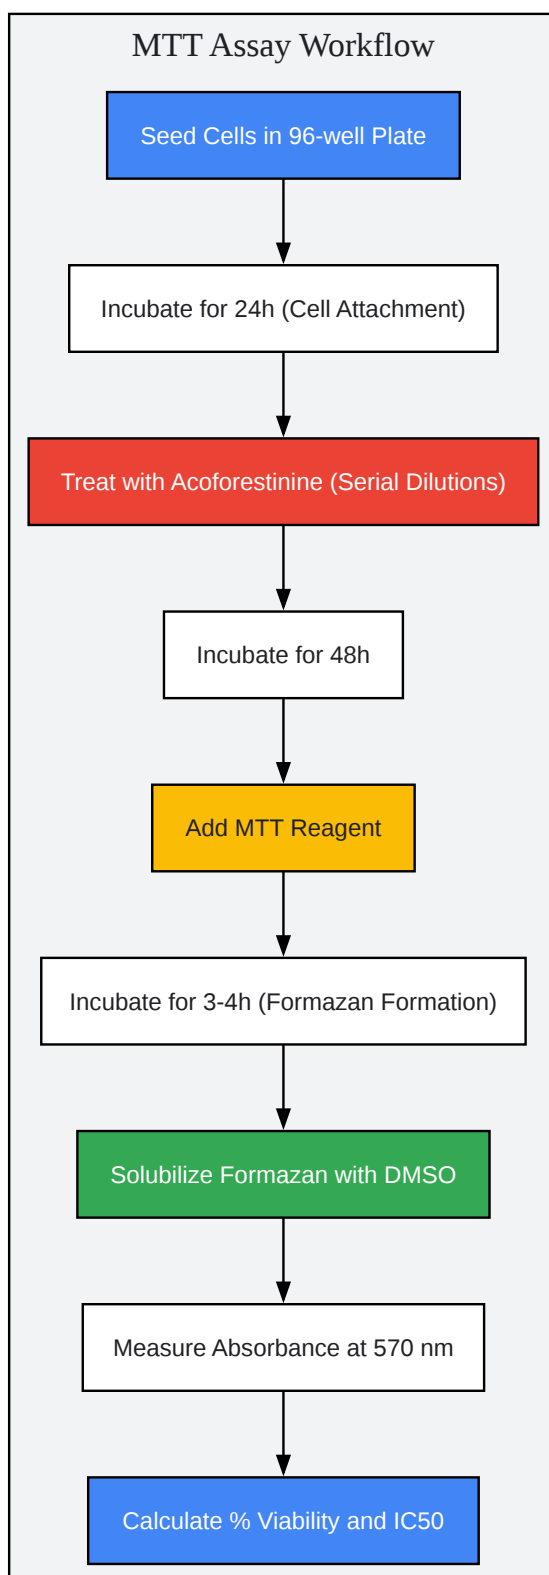 MTT Assay Workflow
Seed Cells in 96-well Plate
Incubate for 24h (Cell Attachment)
Treat with Acoforestinine (Serial Dilutions)
Incubate for 48h
Add MTT Reagent
Incubate for 3-4h (Formazan Formation)
Solubilize Formazan with DMSO
Measure Absorbance at 570 nm
Calculate % Viability and IC50